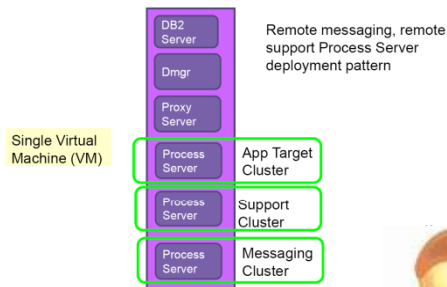 DB2
Server
Dmgr
Proxy
Server
Process
Server
Process
Server
Process
Server
Single Virtual
Machine (VM)
App Target
Cluster
Support
Cluster
Messaging
Cluster
Remote messaging, remote
support Process Server
deployment pattern